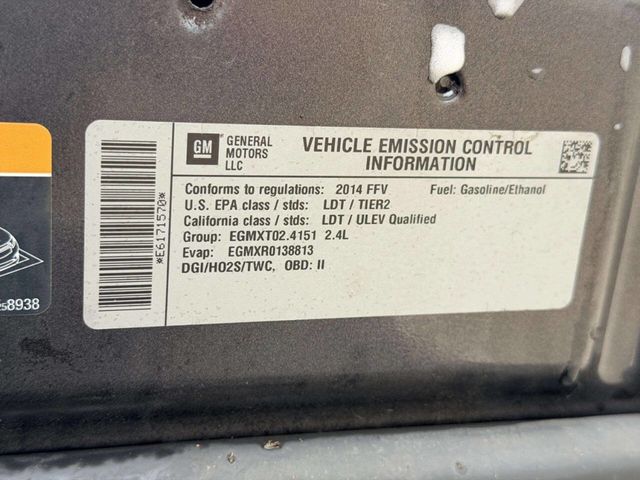 GM
GENERAL
MOTORS
LLC
VEHICLE EMISSION CONTROL
INFORMATION
Conforms to regulations: 2014 FFV Fuel: Gasoline/Ethanol
U.S. EPA class / stds: LDT / TIER2
California class / stds: LDT / ULEV Qualified
Group: EGMXT02.4151 2.4L
Evap: EGMXR0138813
DGI/HO2S/TWC, OBD: II
*E6171570*
258938